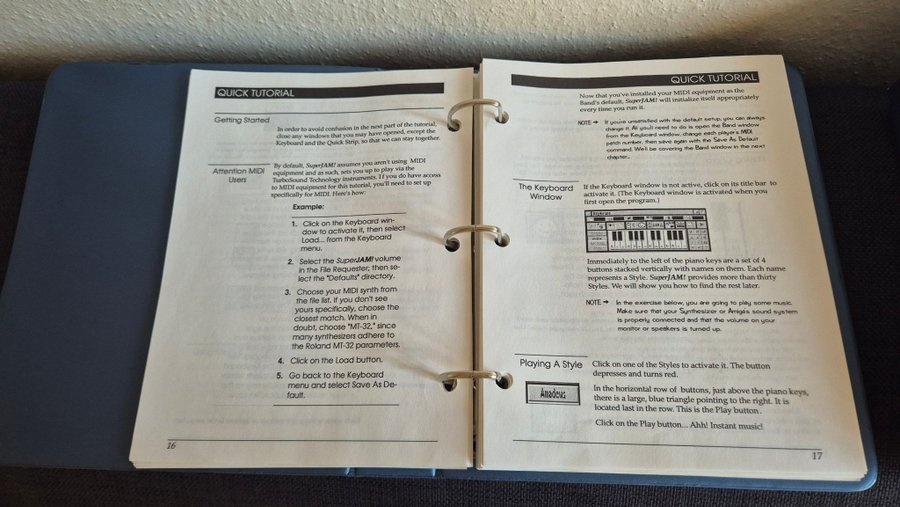 QUICK TUTORIAL
Getting Started
In order to avoid confusion in the next part of the tutorial,
close any windows that you may have opened, except the
Keyboard and the Quick Strip, so that we can stay together.
Attention MIDI
Users
By default, SuperJAM! assumes you aren't using MIDI
equipment and as such, sets you up to play via the
TurboSound Technology instruments. If you do have access
to MIDI equipment for this tutorial, you'll need to set up
specifically for MIDI. Here's how:
Example:
1. Click on the Keyboard win-
dow to activate it, then select
Load... from the Keyboard
menu.
2. Select the SuperJAM! volume
in the File Requester; then se-
lect the "Defaults" directory.
3. Choose your MIDI synth from
the file list. If you don't see
yours specifically, choose the
closest match. When in
doubt, choose "MT-32," since
many synthesizers adhere to
the Roland MT-32 parameters.
4. Click on the Load button.
5. Go back to the Keyboard
menu and select Save As De-
fault.
16
QUICK TUTORIAL
Now that you've installed your MIDI equipment as the
Band's default, SuperJAM! will initialize itself appropriately
every time you run it.
NOTE → If you're unsatisfied with the default setup, you can always
change it. All you'll need to do is open the Band window
from the Keyboard window, change each player's MIDI
patch number, then save again with the Save As Default
command. We'll be covering the Band window in the next
chapter...
The Keyboard
Window
If the Keyboard window is not active, click on its title bar to
activate it. (The Keyboard window is activated when you
first open the program.)
Keyboard
Immediately to the left of the piano keys are a set of 4
buttons stacked vertically with names on them. Each name
represents a Style. SuperJAM! provides more than thirty
Styles. We will show you how to find the rest later.
NOTE → In the exercise below, you are going to play some music.
Make sure that your Synthesizer or Amiga's sound system
is properly connected and that the volume on your
monitor or speakers is turned up.
Playing A Style
Click on one of the Styles to activate it. The button
depresses and turns red.
Amadeus
In the horizontal row of buttons, just above the piano keys,
there is a large, blue triangle pointing to the right. It is
located last in the row. This is the Play button.
Click on the Play button... Ahh! Instant music!
17